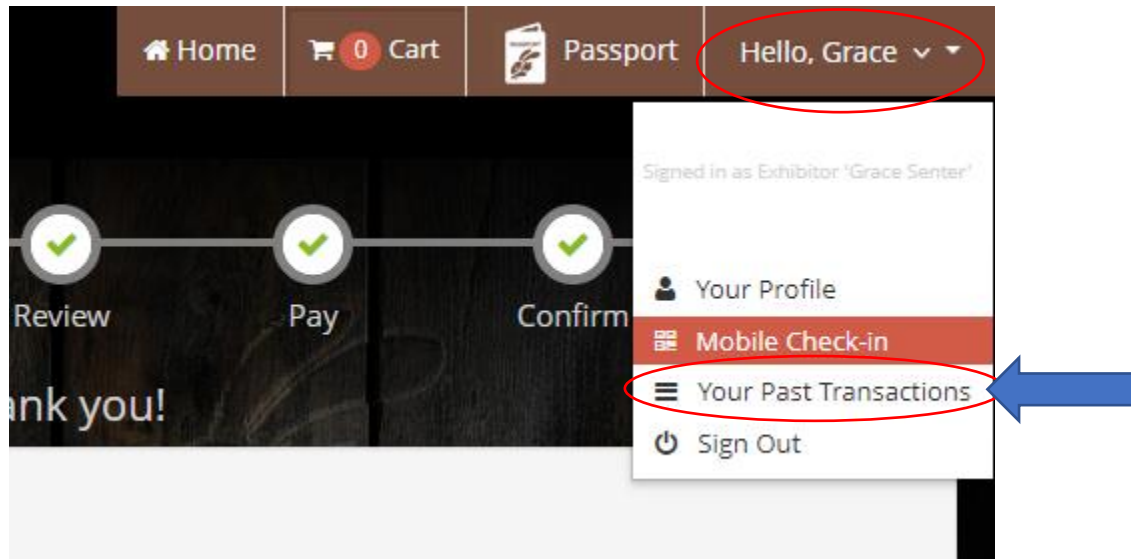 Home 0 Cart Passport Hello, Grace
Signed in as Exhibitor 'Grace Senter'
Your Profile
Review Pay Confirm
Mobile Check-in
Your Past Transactions
ank you!
Sign Out